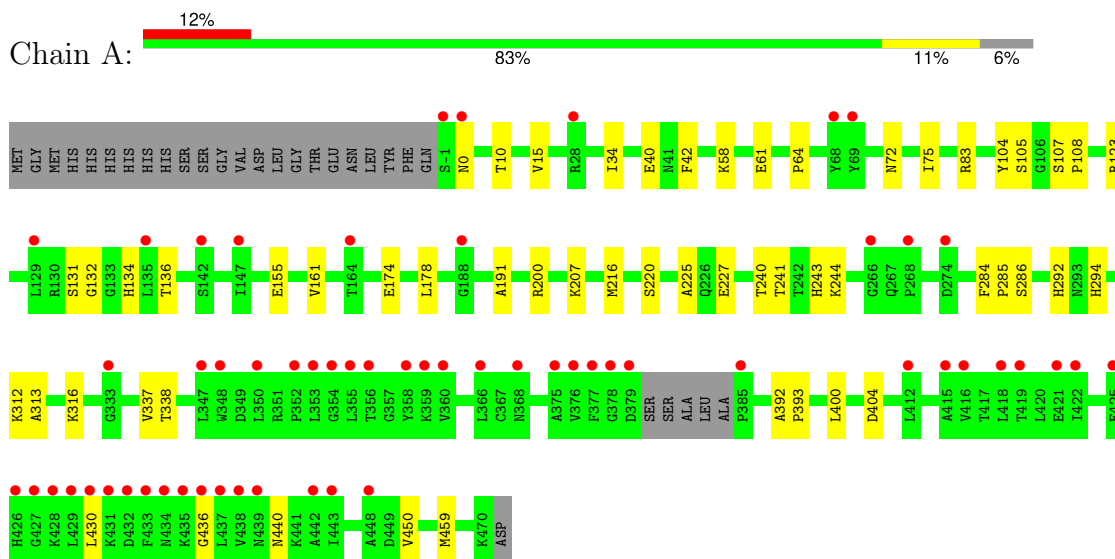 12%
Chain A:
83% 11% 6%
MET GLY MET HIS HIS HIS HIS HIS HIS SER SER GLY VAL ASP LEU GLY THR GLU ASN LEU TYR PHE GLN S-1 N0 T10 V15 R28 I34 E40 N41 F42 K58 E61 P64 Y68 Y69 N72 I75 R83 Y104 S105 G106 S107 P108
L129 R130 S131 G132 G133 H134 L135 T136 S142 I147 E155 V161 T164 E174 L178 G188 A191 R200 K207 M216 S220 A225 Q226 E227 T240 T241 T242 H243 K244 G266 Q267 P268 D274 F284 P285 S286 H292 N293 H294
K312 A313 K316 G333 V337 T338 L347 W348 D349 L350 R351 P352 L353 G354 L355 T356 G357 Y358 K359 V360 L366 C367 N368 A375 V376 F377 G378 D379 SER SER ALA LEU ALA P385 A392 P393 L400 D404 L412 A415 V416 T417 L418 T419 L420 E421 I422
H426 G427 K428 L429 L430 K431 D432 F433 N434 K435 G436 L437 V438 N439 N440 K441 A442 I443 A448 D449 V450 M459 K470 ASP